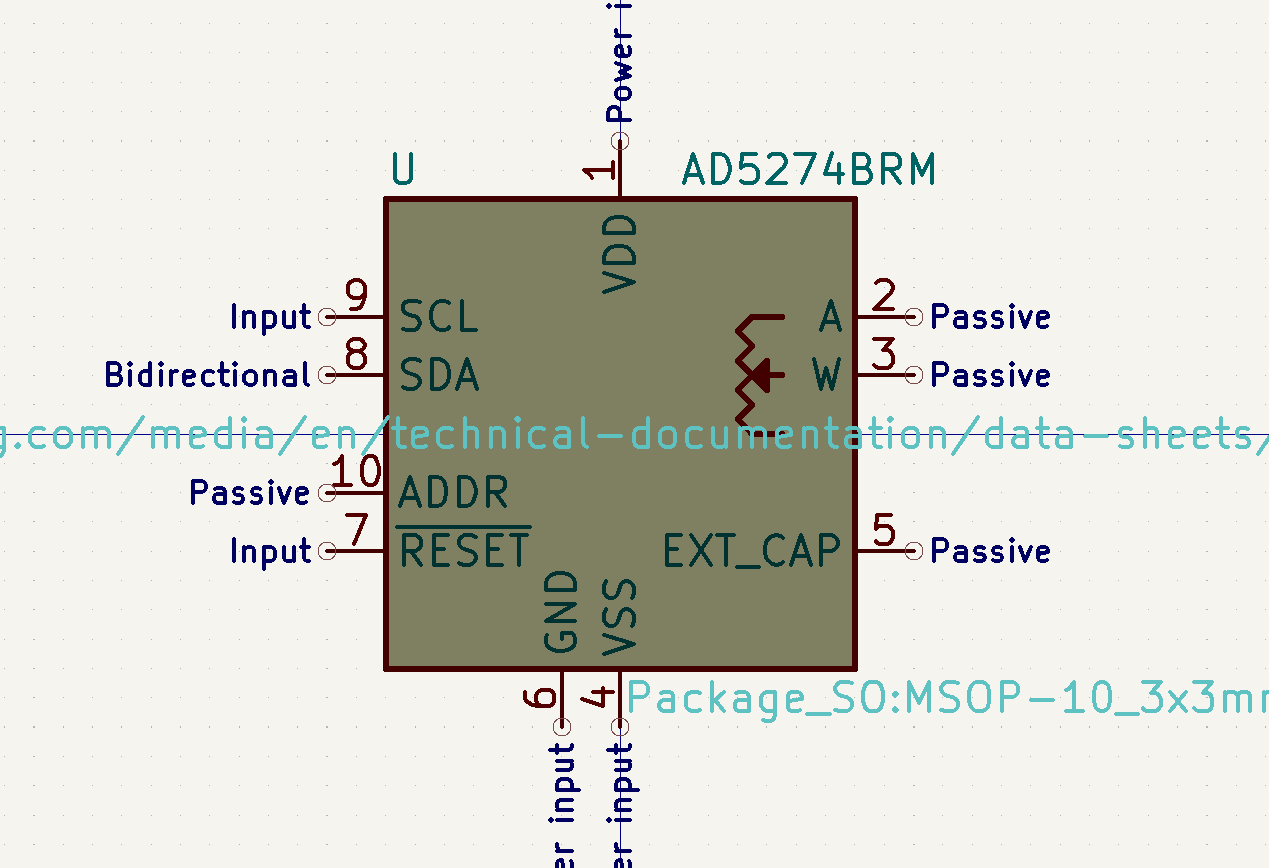 Power i
U
1
AD5274BRM
VDD
Input
9
SCL
A
2
Passive
Bidirectional
8
SDA
W
3
Passive
g.com/media/en/technical-documentation/data-sheets/
Passive
10
ADDR
Input
7
RESET
EXT_CAP
5
Passive
GND
VSS
6
4
Package_SO:MSOP-10_3x3m
er input
er input